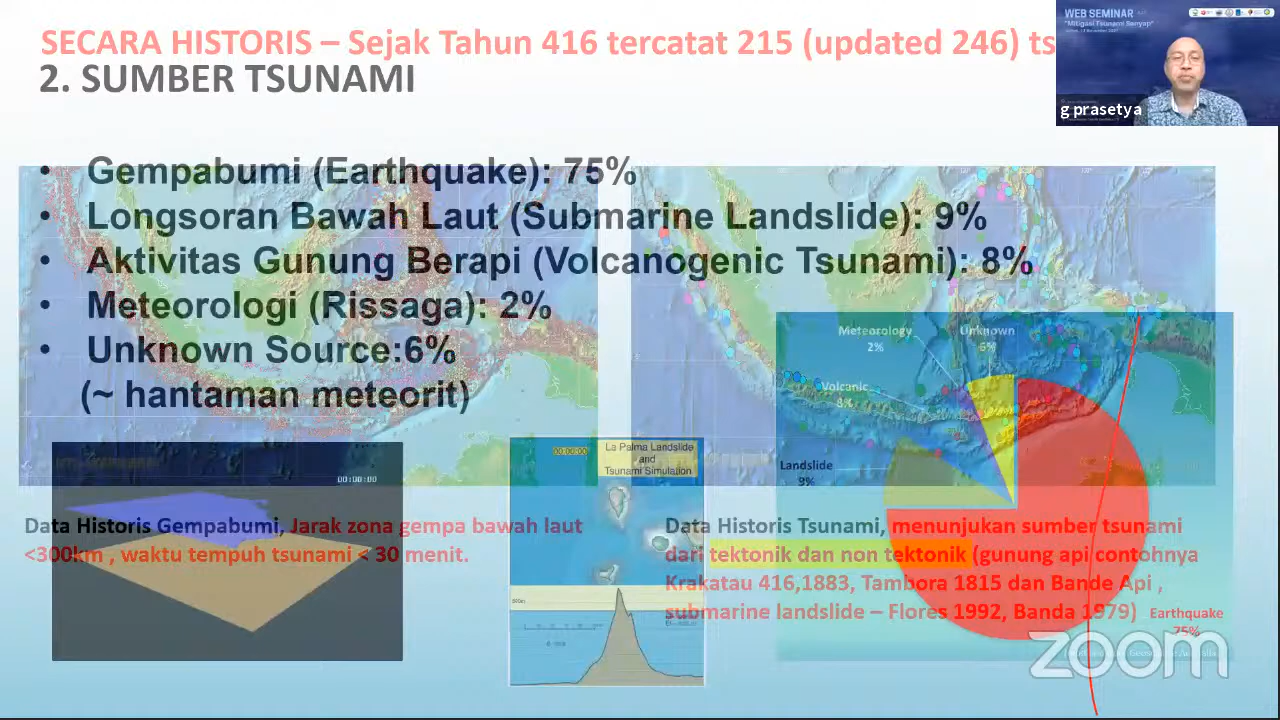 SECARA HISTORIS – Sejak Tahun 416 tercatat 215 (updated 246) ts
2. SUMBER TSUNAMI
WEB SEMINAR
"Mitigasi Tsunami Senyap"
g prasetya
• Gempabumi (Earthquake): 75%
• Longsoran Bawah Laut (Submarine Landslide): 9%
• Aktivitas Gunung Berapi (Volcanogenic Tsunami): 8%
• Meteorologi (Rissaga): 2%
• Unknown Source:6%
(~ hantaman meteorit)
Meteorology
2%
Unknown
6%
Volcanic
8%
Landslide
9%
Earthquake
75%
00:00:00
00:00:00
La Palma Landslide
and
Tsunami Simulation
Data Historis Gempabumi, Jarak zona gempa bawah laut
<300km , waktu tempuh tsunami < 30 menit.
Data Historis Tsunami, menunjukan sumber tsunami
dari tektonik dan non tektonik (gunung api contohnya
Krakatau 416,1883, Tambora 1815 dan Bande Api ,
submarine landslide – Flores 1992, Banda 1979)
zoom